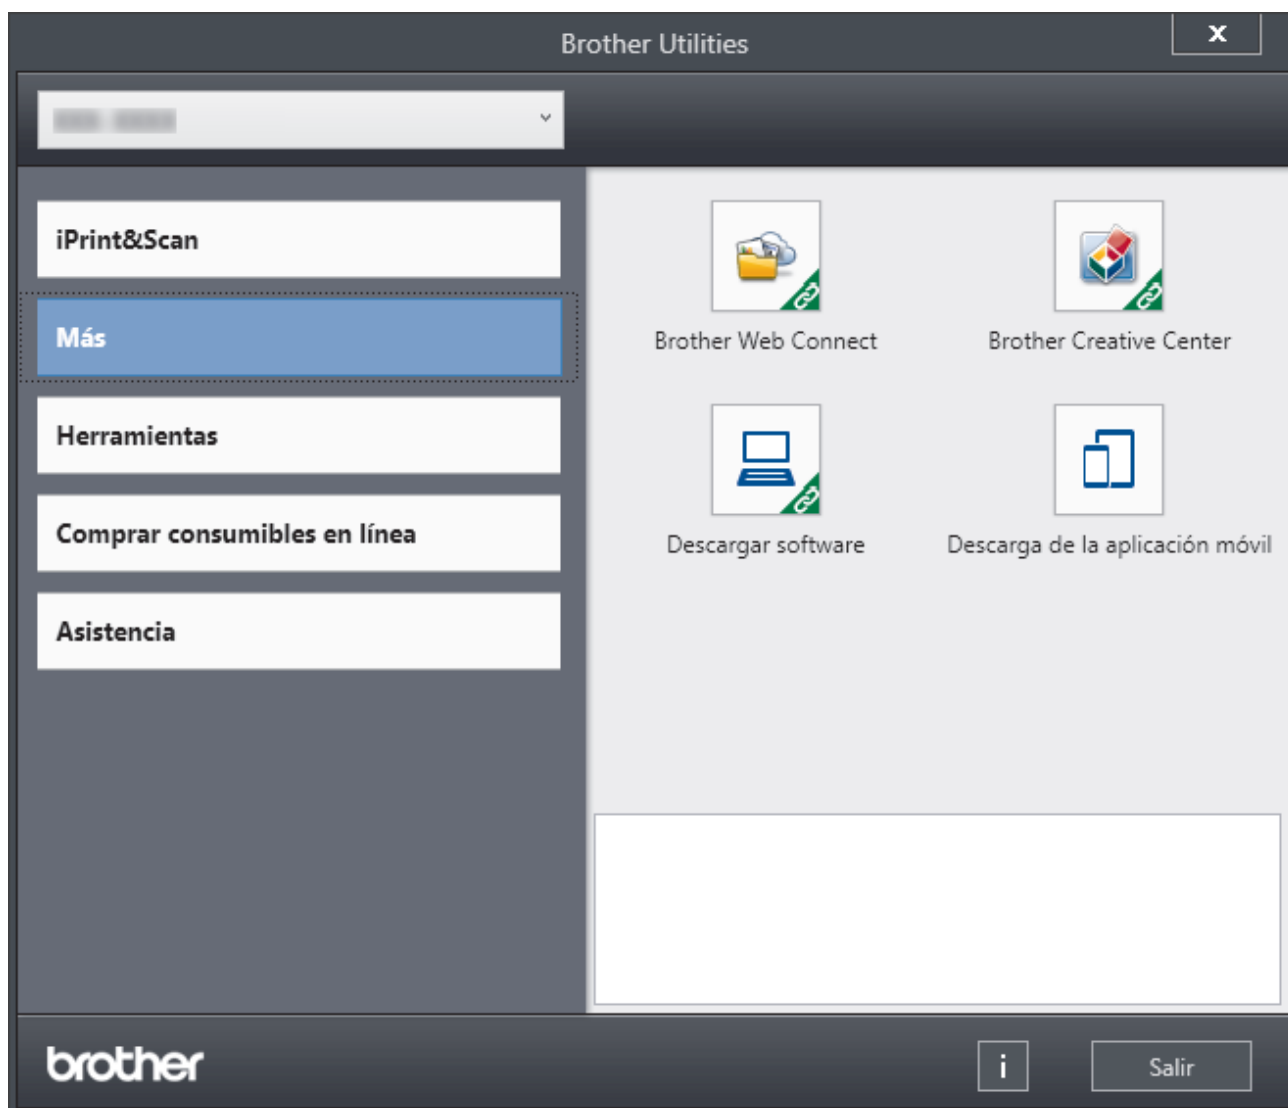 Brother Utilities
x
iPrint&Scan
Más
Herramientas
Comprar consumibles en línea
Asistencia
Brother Web Connect
Brother Creative Center
Descargar software
Descarga de la aplicación móvil
brother
i
Salir